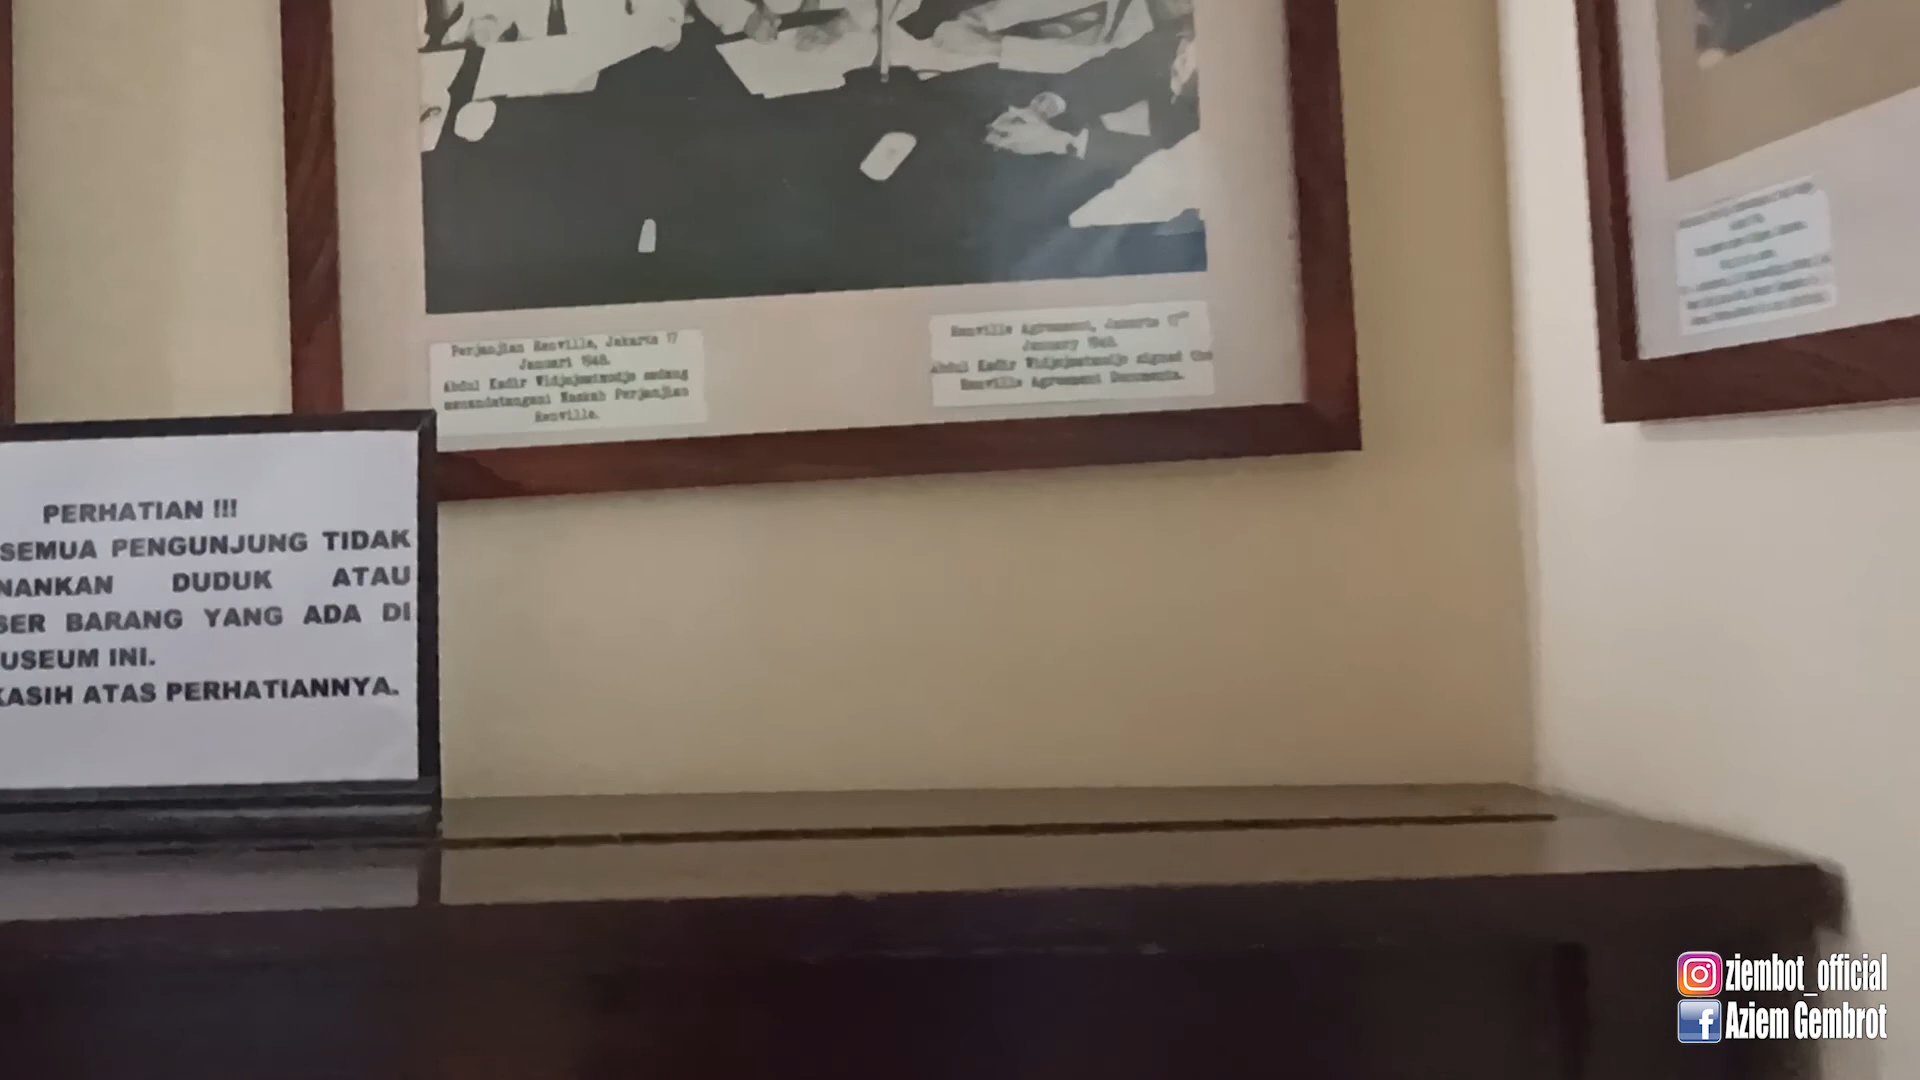 Perjanjian Renville, Jakarta 17
Januari 1948.
Abdul Kadir Widjojoatmodjo sedang
menandatangani Naskah Perjanjian
Renville.
Renville Agreement, Jakarta 17th
January 1948.
Abdul Kadir Widjojoatmodjo signed the
Renville Agreement Documents.
PERHATIAN !!!
SEMUA PENGUNJUNG TIDAK
NANKAN DUDUK ATAU
SER BARANG YANG ADA DI
USEUM INI.
KASIH ATAS PERHATIANNYA.
ziembot_official
Aziem Gembrot